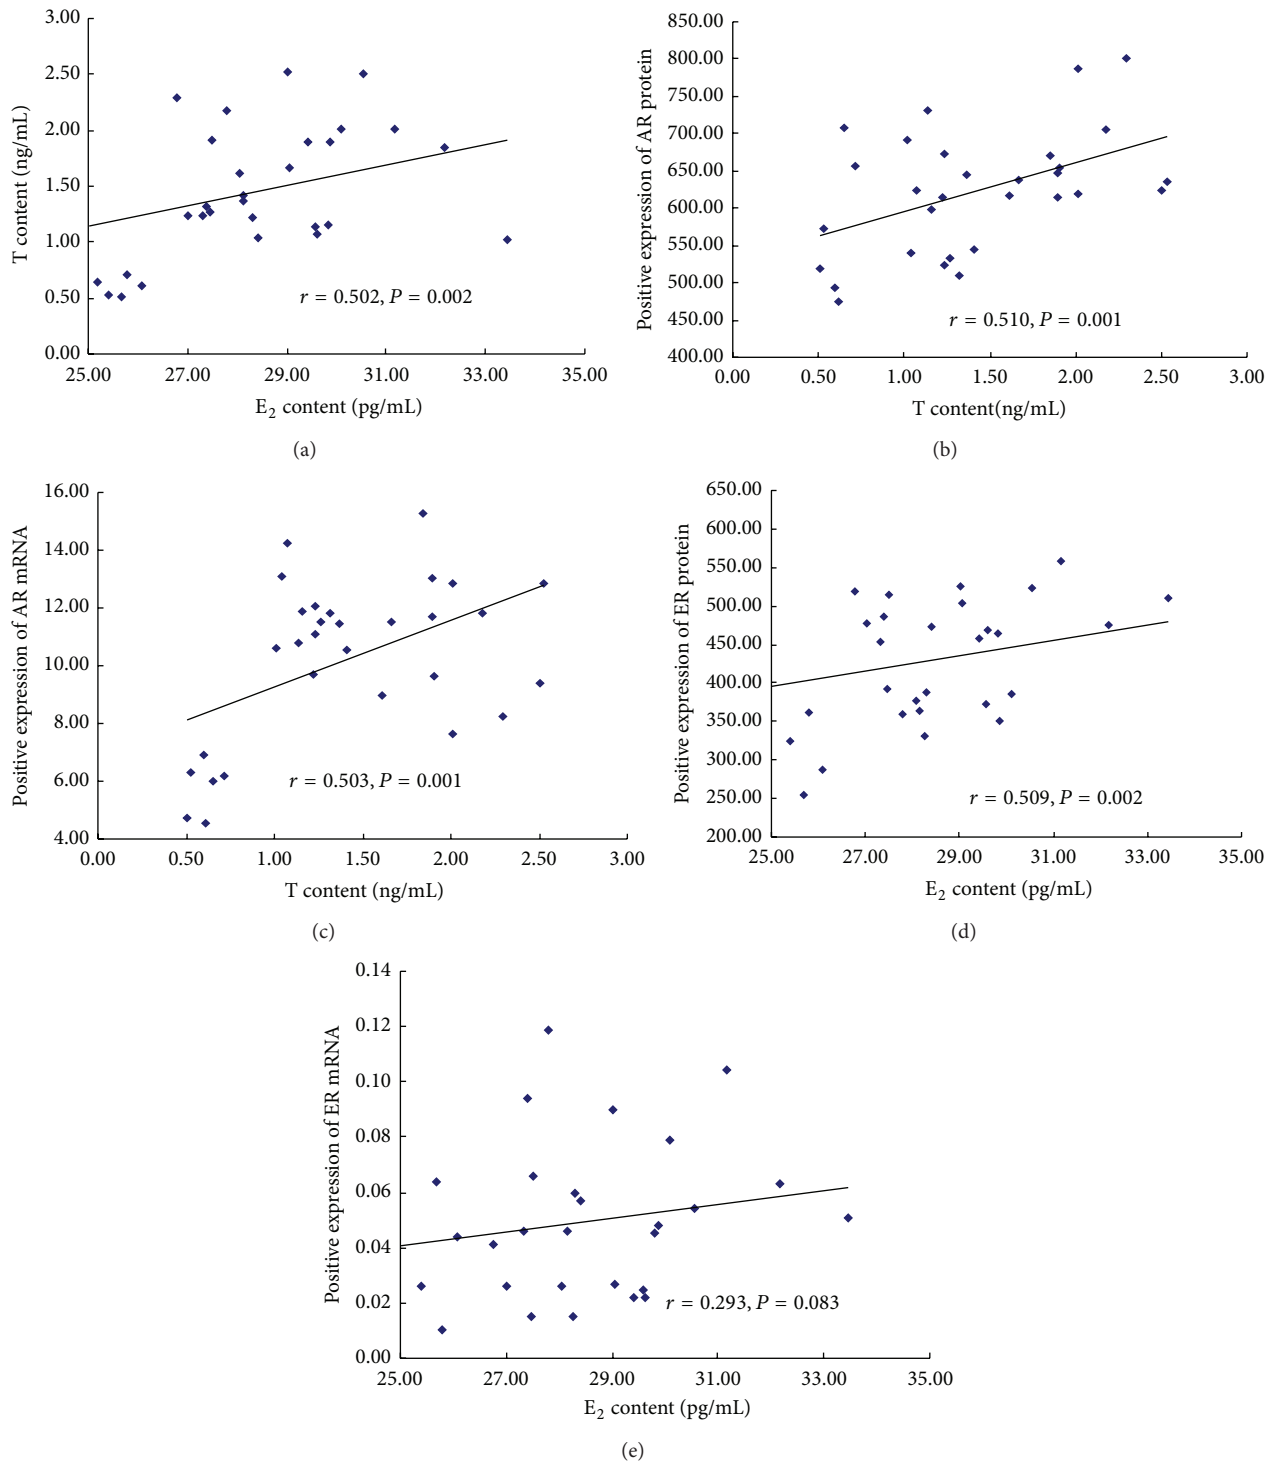 3.00
2.50
2.00
1.50
1.00
0.50
0.00
T content (ng/mL)
r = 0.502, P = 0.002
25.00 27.00 29.00 31.00 33.00 35.00
E₂ content (pg/mL)
(a)
850.00
800.00
750.00
700.00
650.00
600.00
550.00
500.00
450.00
400.00
Positive expression of AR protein
r = 0.510, P = 0.001
0.00 0.50 1.00 1.50 2.00 2.50 3.00
T content(ng/mL)
(b)
16.00
14.00
12.00
10.00
8.00
6.00
4.00
Positive expression of AR mRNA
r = 0.503, P = 0.001
0.00 0.50 1.00 1.50 2.00 2.50 3.00
T content (ng/mL)
(c)
650.00
600.00
550.00
500.00
450.00
400.00
350.00
300.00
250.00
200.00
Positive expression of ER protein
r = 0.509, P = 0.002
25.00 27.00 29.00 31.00 33.00 35.00
E₂ content (pg/mL)
(d)
0.14
0.12
0.10
0.08
0.06
0.04
0.02
0.00
Positive expression of ER mRNA
r = 0.293, P = 0.083
25.00 27.00 29.00 31.00 33.00 35.00
E₂ content (pg/mL)
(e)